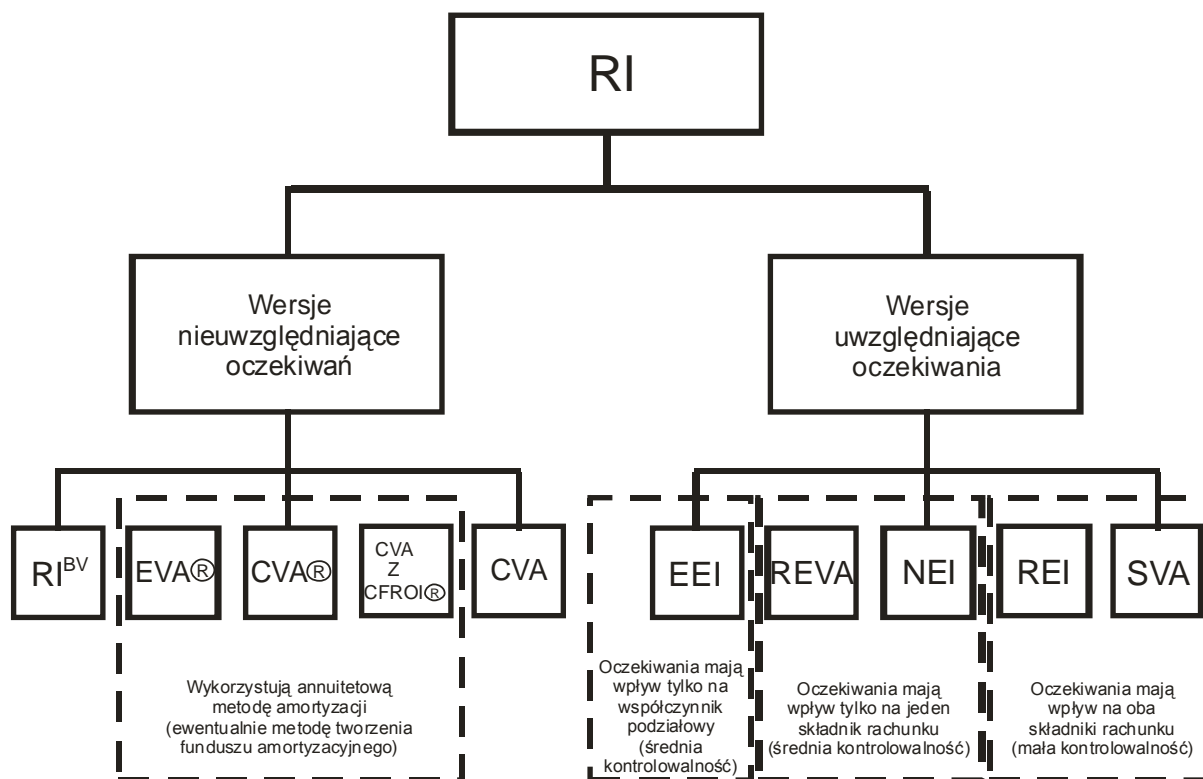 RI
Wersje
nieuwzględniające
oczekiwań
Wersje
uwzględniające
oczekiwania
RI^BV
EVA®
CVA®
CVA
Z
CFROI®
CVA
EEI
REVA
NEI
REI
SVA
Wykorzystują annuitetową
metodę amortyzacji
(ewentualnie metodę tworzenia
funduszu amortyzacyjnego)
Oczekiwania mają
wpływ tylko na
współczynnik
podziałowy
(średnia
kontrolowalność)
Oczekiwania mają
wpływ tylko na jeden
składnik rachunku
(średnia kontrolowalność)
Oczekiwania mają
wpływ na oba
składniki rachunku
(mała kontrolowalność)